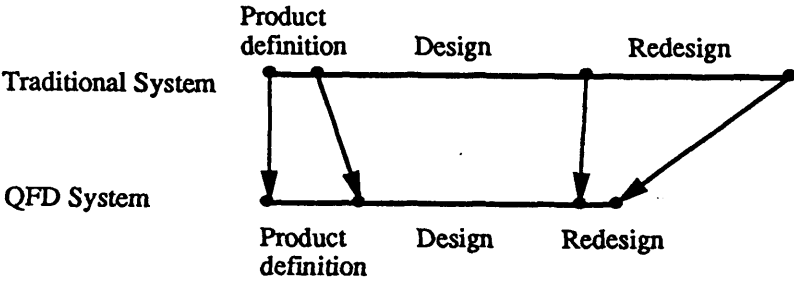 Product
definition
Design
Redesign
Traditional System
QFD System
Product
definition
Design
Redesign